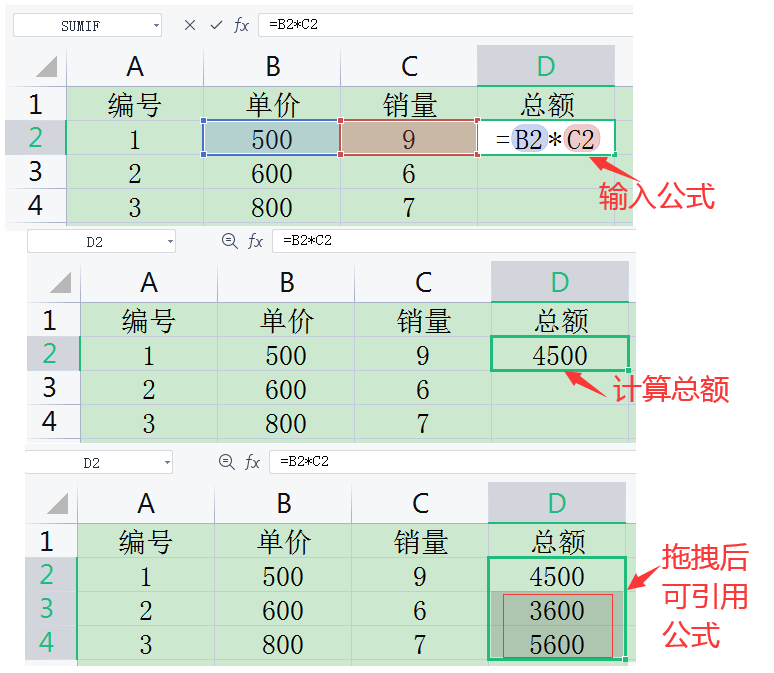 SUMIF =B2*C2
A B C D
1 编号 单价 销量 总额
2 1 500 9 =B2*C2
3 2 600 6
4 3 800 7
输入公式
D2 fx =B2*C2
A B C D
1 编号 单价 销量 总额
2 1 500 9 4500
3 2 600 6
4 3 800 7
计算总额
D2 fx =B2*C2
A B C D
1 编号 单价 销量 总额
2 1 500 9 4500
3 2 600 6 3600
4 3 800 7 5600
拖拽后
可引用
公式